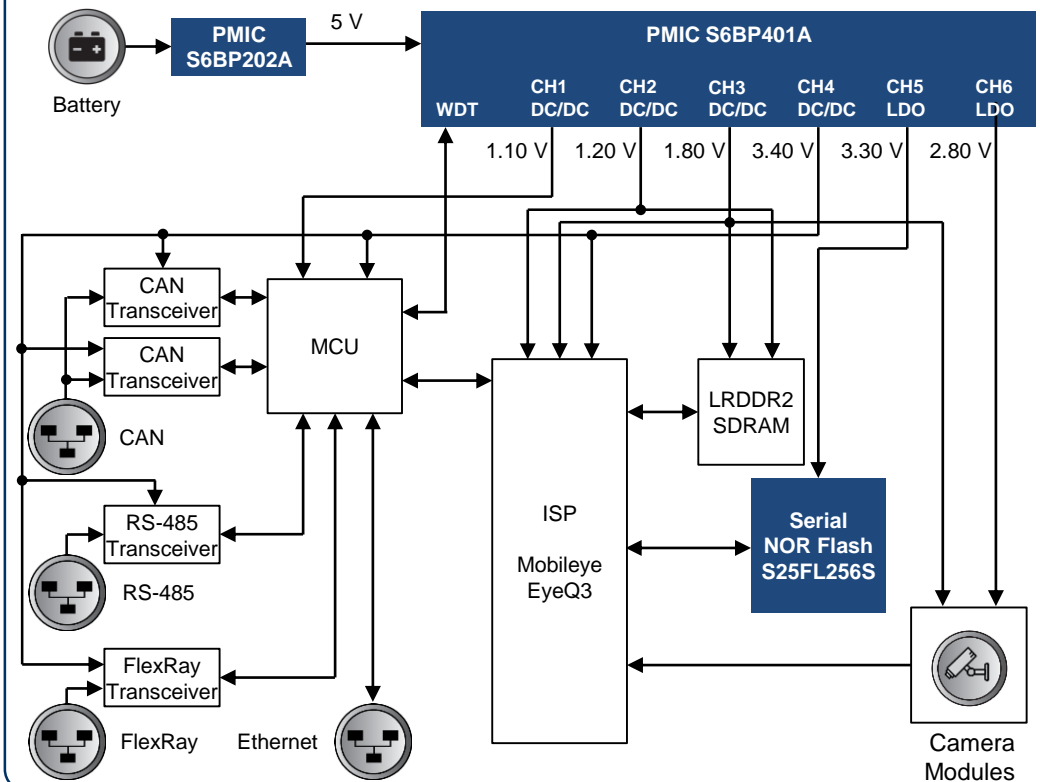 5 V
PMIC
S6BP202A
PMIC S6BP401A
Battery
WDT
CH1
DC/DC
CH2
DC/DC
CH3
DC/DC
CH4
DC/DC
CH5
LDO
CH6
LDO
1.10 V
1.20 V
1.80 V
3.40 V
3.30 V
2.80 V
CAN
Transceiver
CAN
Transceiver
MCU
CAN
LRDDR2
SDRAM
RS-485
Transceiver
RS-485
ISP
Mobileye
EyeQ3
Serial
NOR Flash
S25FL256S
FlexRay
Transceiver
FlexRay
Ethernet
Camera
Modules